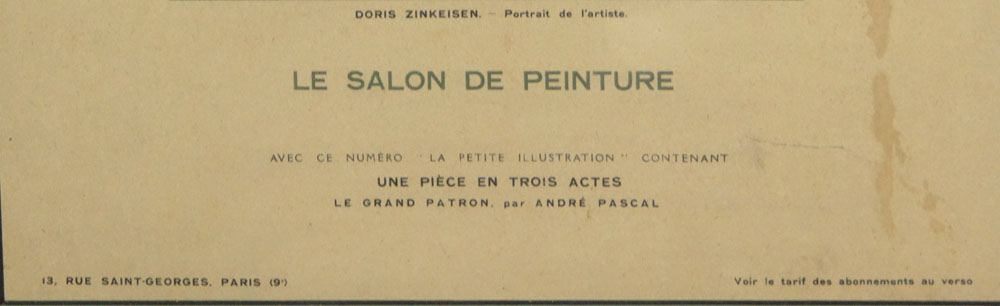 DORIS ZINKEISEN. — Portrait de l'artiste.
LE SALON DE PEINTURE
AVEC CE NUMÉRO "LA PETITE ILLUSTRATION" CONTENANT
UNE PIÈCE EN TROIS ACTES
LE GRAND PATRON, par ANDRÉ PASCAL
13, RUE SAINT-GEORGES, PARIS (9e)
Voir le tarif des abonnements au verso